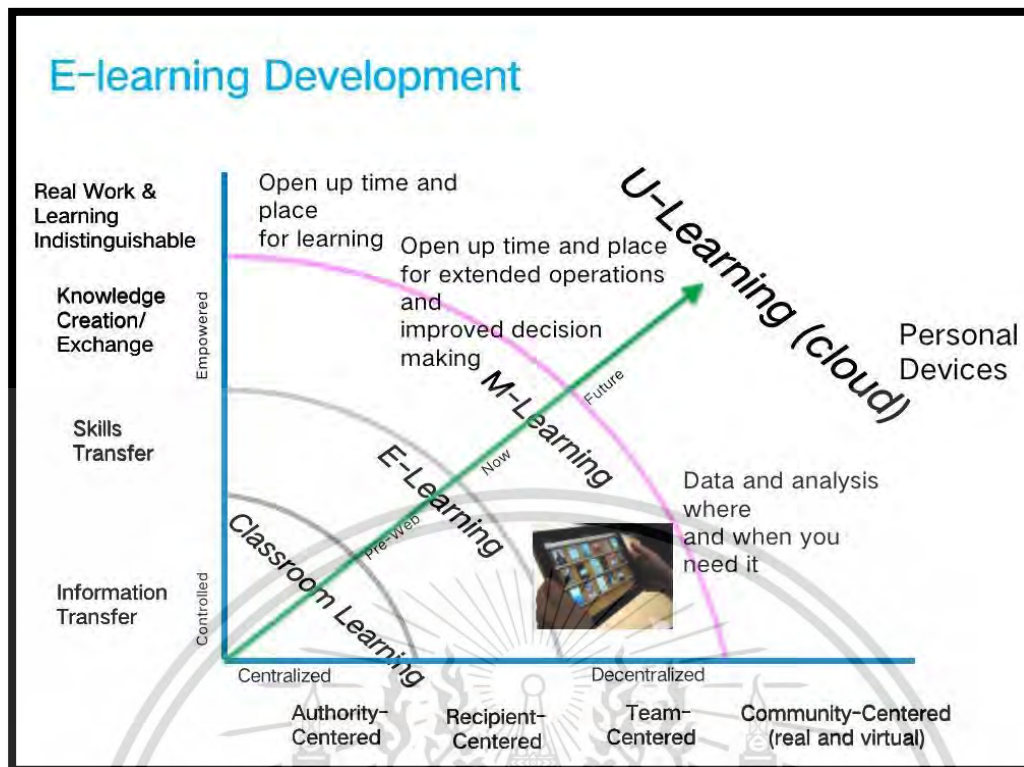 E-learning Development
Real Work &
Learning
Indistinguishable
Knowledge
Creation/
Exchange
Skills
Transfer
Information
Transfer
Empowered
Controlled
Open up time and
place
for learning
Open up time and place
for extended operations
and
improved decision
making
U-Learning (cloud)
Personal
Devices
M-Learning
Future
E-Learning
Now
Classroom Learning
Pre-Web
Data and analysis
where
and when you
need it
Centralized
Decentralized
Authority-
Centered
Recipient-
Centered
Team-
Centered
Community-Centered
(real and virtual)